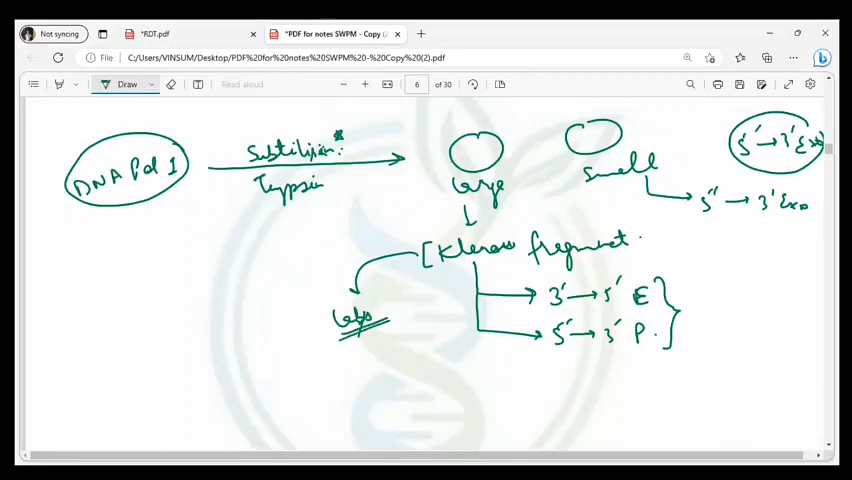 Not syncing
*RDT.pdf
*PDF for notes SWPM - Copy (2
File
C:/Users/VINSUM/Desktop/PDF%20for%20notes%20SWPM%20-%20Copy%20(2).pdf
Draw
Read aloud
6 of 30
DNA Pol 1
Subtilisin*
Trypsin
large
small
5' → 3' Exo
5' → 3' Exo
[Klenow fragment
labs
3' → 5' E
5' → 3' P.